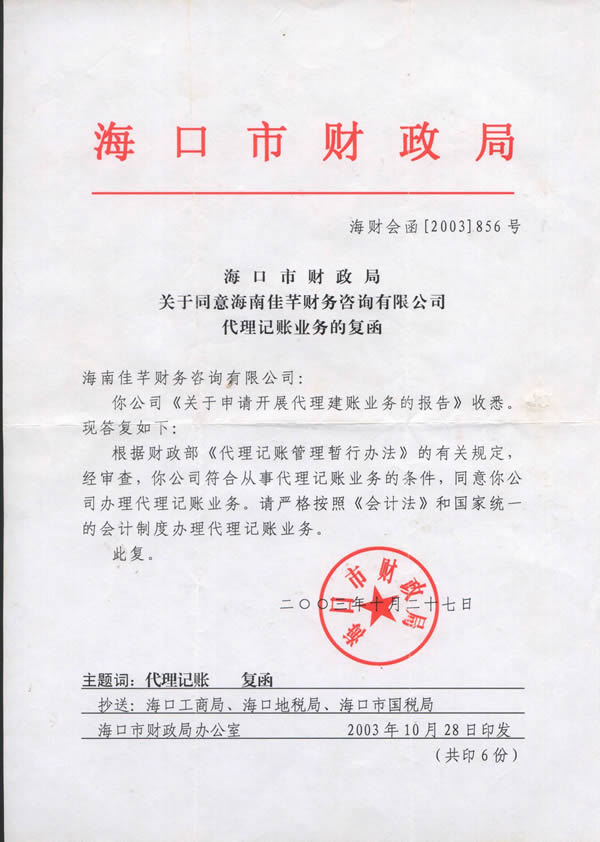 海口市财政局
海财会函[2003]856号
海口市财政局
关于同意海南佳芊财务咨询有限公司
代理记账业务的复函
海南佳芊财务咨询有限公司：
你公司《关于申请开展代理建账业务的报告》收悉。
现答复如下：
根据财政部《代理记账管理暂行办法》的有关规定，
经审查，你公司符合从事代理记账业务的条件，同意你公
司办理代理记账业务。请严格按照《会计法》和国家统一
的会计制度办理代理记账业务。
此复。
海口市财政局
二〇〇三年十月二十七日
主题词：代理记账 复函
抄送：海口工商局、海口地税局、海口市国税局
海口市财政局办公室 2003年10月28日印发
（共印6份）